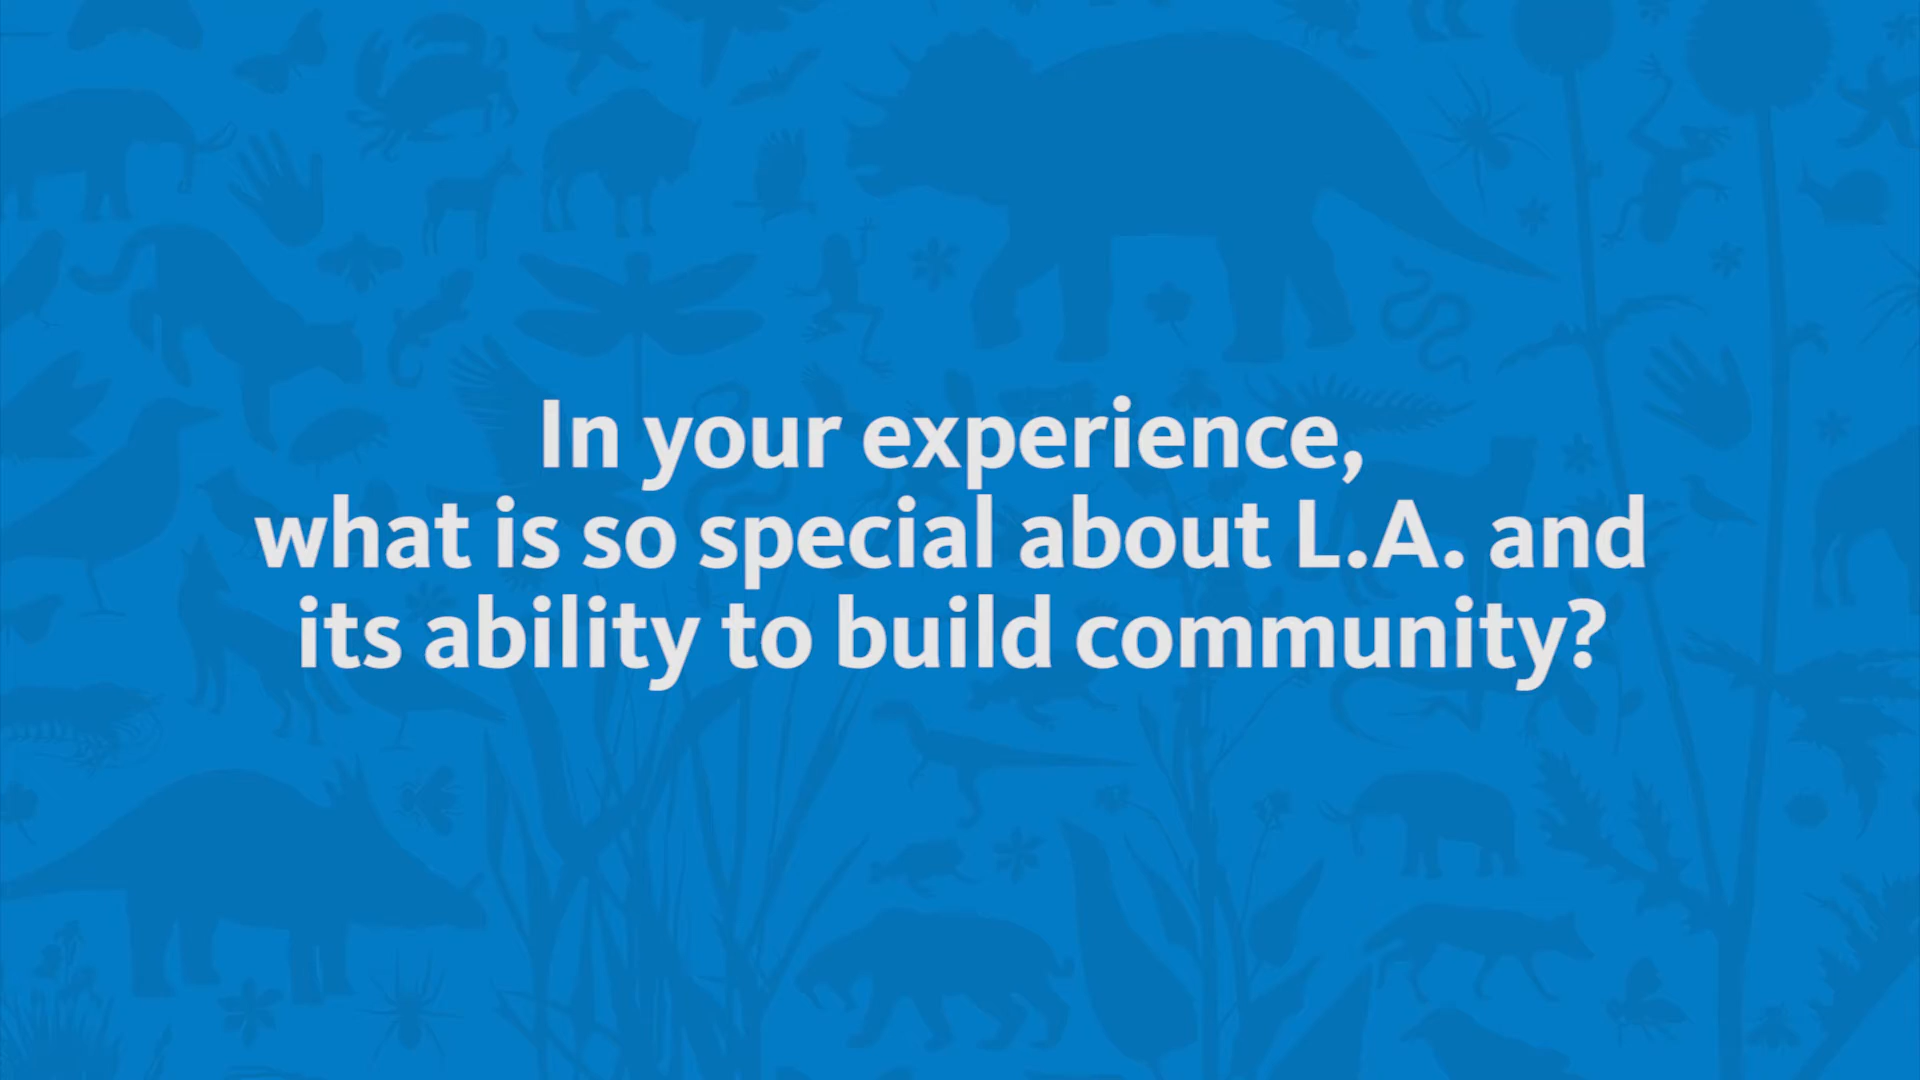 In your experience,
what is so special about L.A. and
its ability to build community?